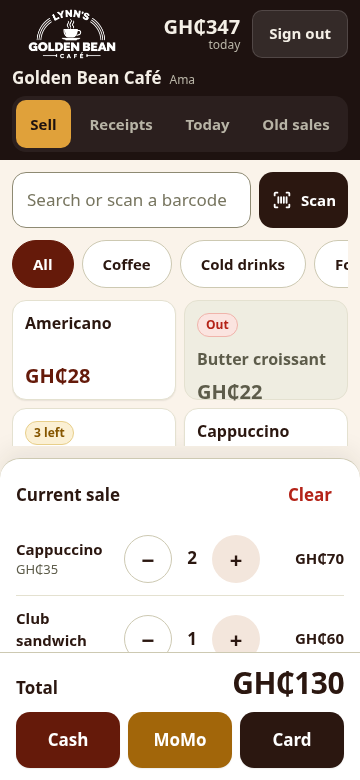 LYNN'S
GOLDEN BEAN
CAFÉ
GH₵347
today
Sign out
Golden Bean Café Ama
Sell Receipts Today Old sales
Search or scan a barcode
Scan
All Coffee Cold drinks Fo
Americano
GH₵28
Out
Butter croissant
GH₵22
3 left
Cappuccino
Current sale Clear
Cappuccino
GH₵35
− 2 + GH₵70
Club
sandwich
− 1 + GH₵60
Total GH₵130
Cash MoMo Card